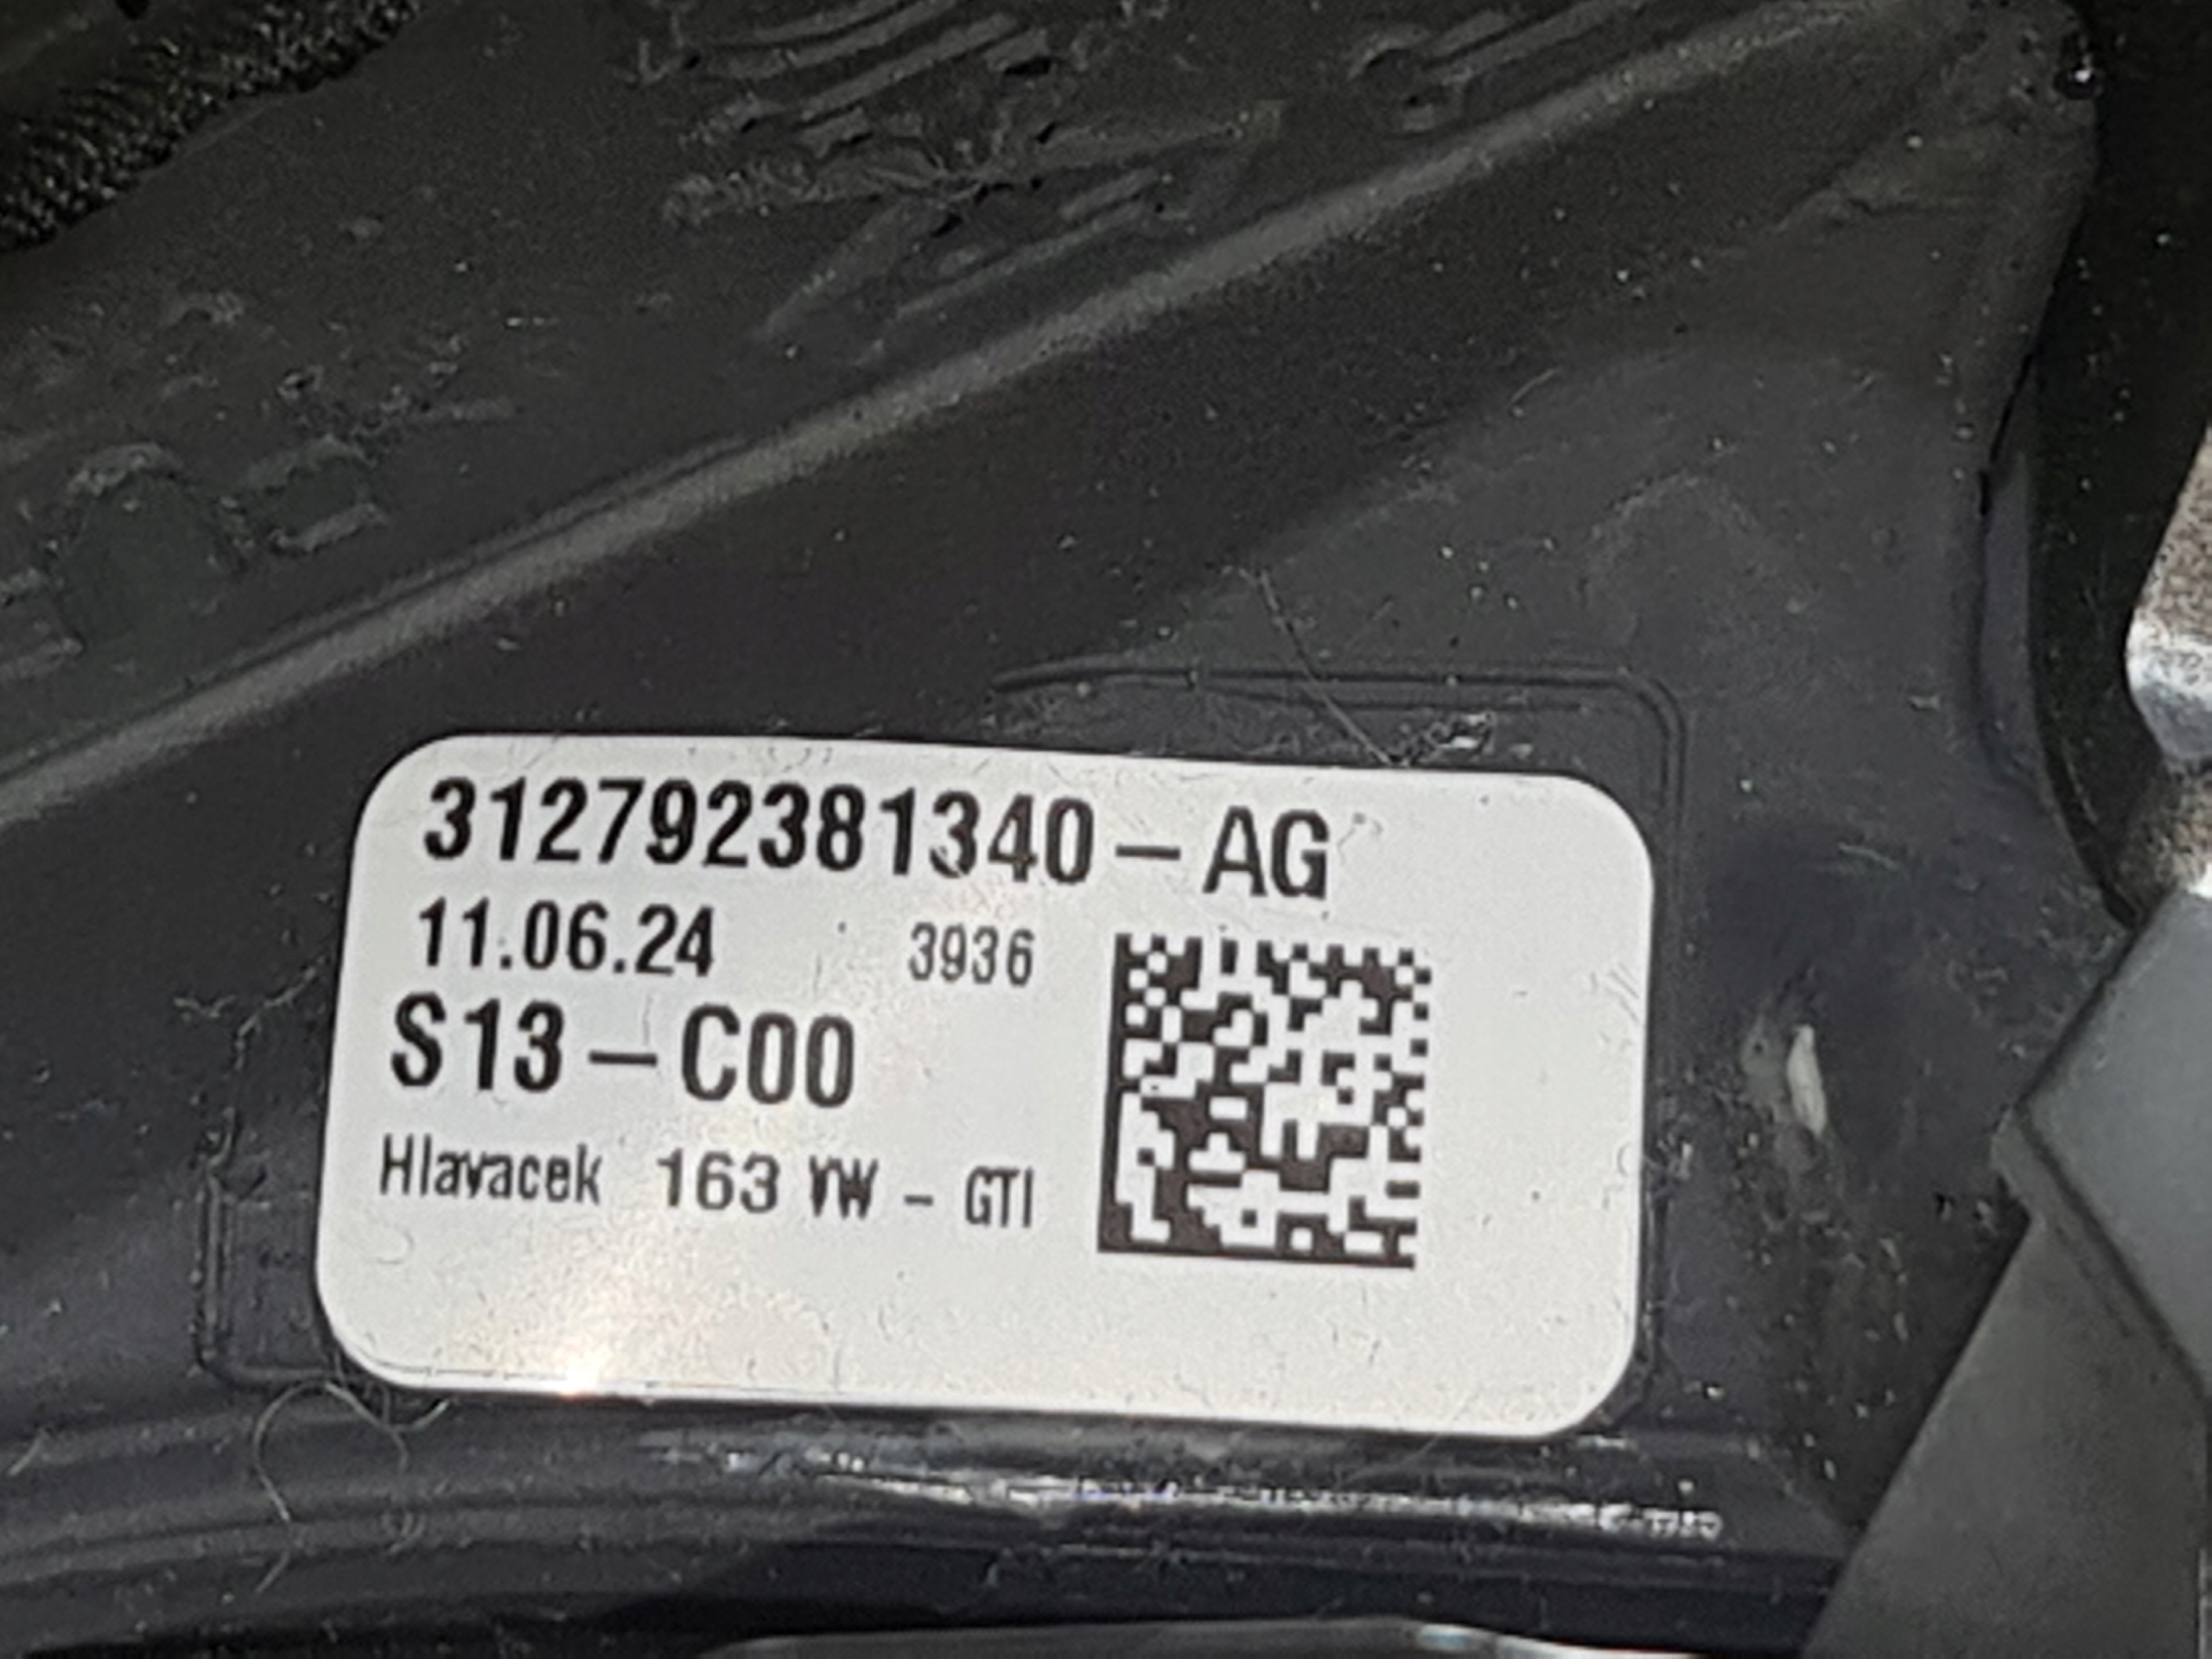 312792381340-AG
11.06.24 3936
S13-C00
Hlavacek 163 VW - GTI